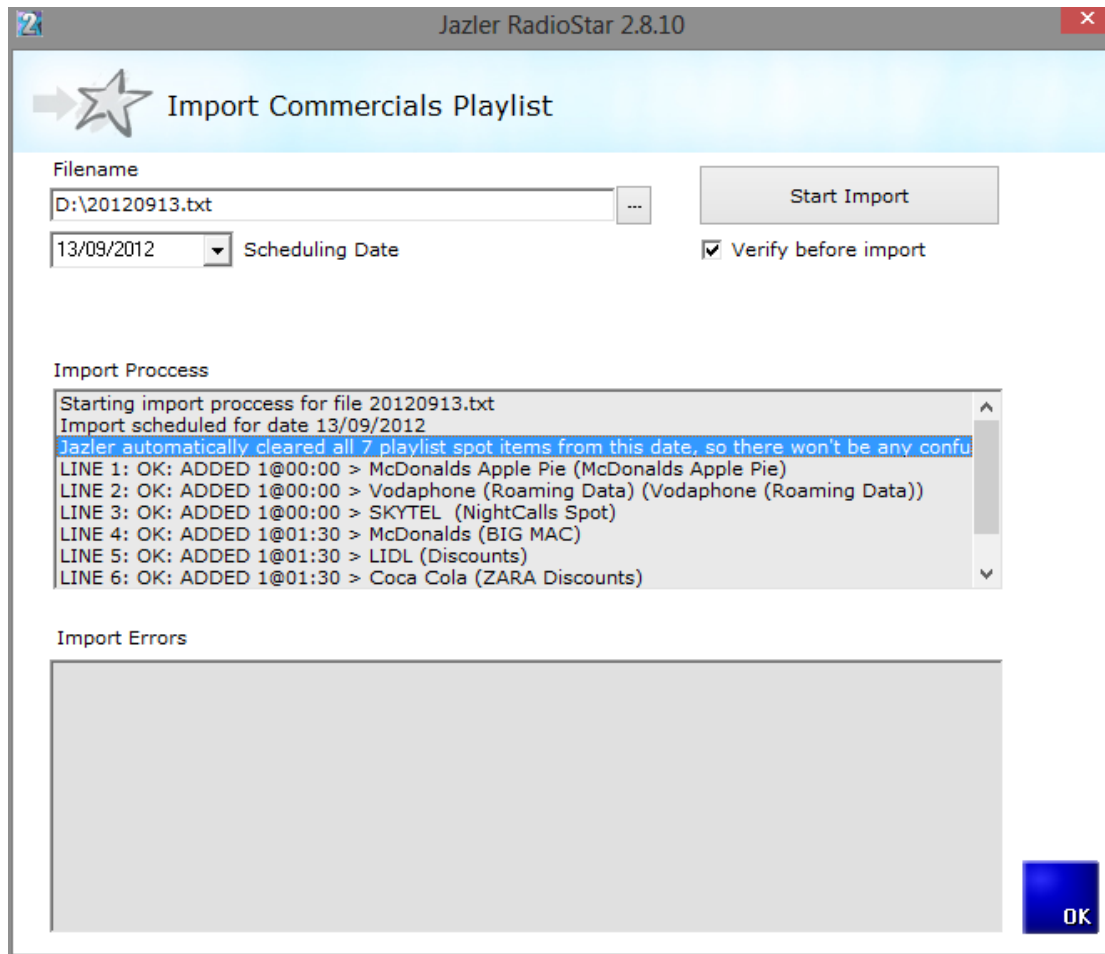 2
Jazler RadioStar 2.8.10
Import Commercials Playlist
Filename
D:\20120913.txt
...
Start Import
13/09/2012
Scheduling Date
Verify before import
Import Proccess
Starting import proccess for file 20120913.txt
Import scheduled for date 13/09/2012
Jazler automatically cleared all 7 playlist spot items from this date, so there won't be any confu
LINE 1: OK: ADDED 1@00:00 > McDonalds Apple Pie (McDonalds Apple Pie)
LINE 2: OK: ADDED 1@00:00 > Vodaphone (Roaming Data) (Vodaphone (Roaming Data))
LINE 3: OK: ADDED 1@00:00 > SKYTEL  (NightCalls Spot)
LINE 4: OK: ADDED 1@01:30 > McDonalds (BIG MAC)
LINE 5: OK: ADDED 1@01:30 > LIDL (Discounts)
LINE 6: OK: ADDED 1@01:30 > Coca Cola (ZARA Discounts)
Import Errors
OK